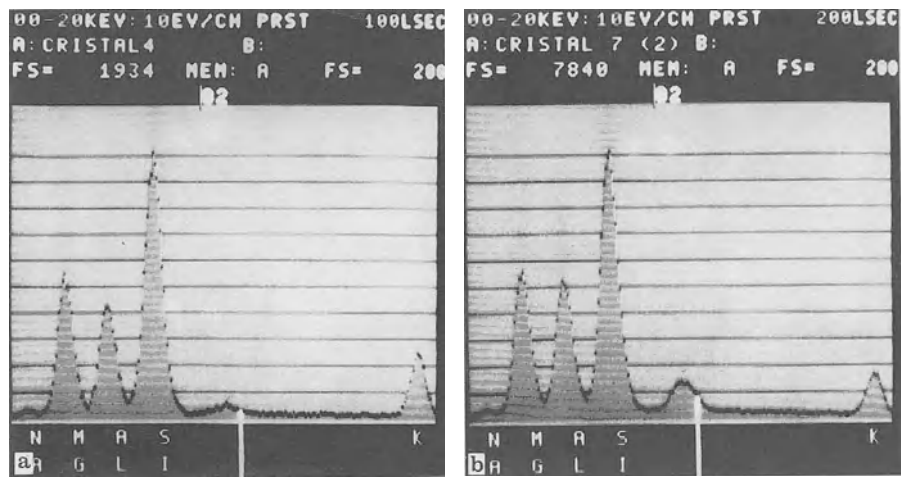 00-20KEV:10EV/CH PRST 100LSEC
A:CRISTAL4 B:
FS= 1934 MEM: A FS= 200
02
N M A S K
A G L I
a
00-20KEV:10EV/CH PRST 200LSEC
A:CRISTAL 7 (2) B:
FS= 7840 MEM: A FS= 200
02
N M A S K
A G L I
b